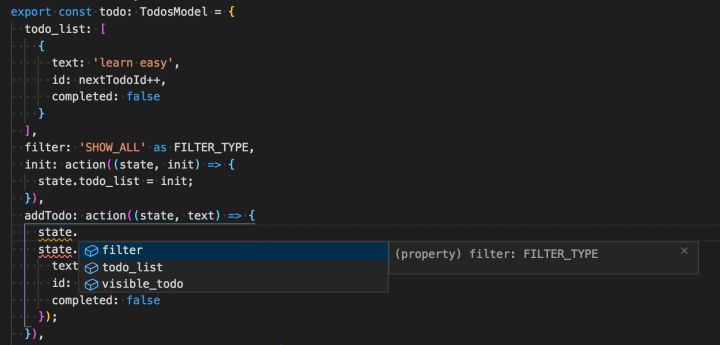 export const todo: TodosModel = {
todo_list: [
{
text: 'learn easy',
id: nextTodoId++,
completed: false
}
],
filter: 'SHOW_ALL' as FILTER_TYPE,
init: action((state, init) => {
state.todo_list = init;
}),
addTodo: action((state, text) => {
state.
state.
filter
(property) filter: FILTER_TYPE
text
todo_list
id:
visible_todo
completed: false
});
}),